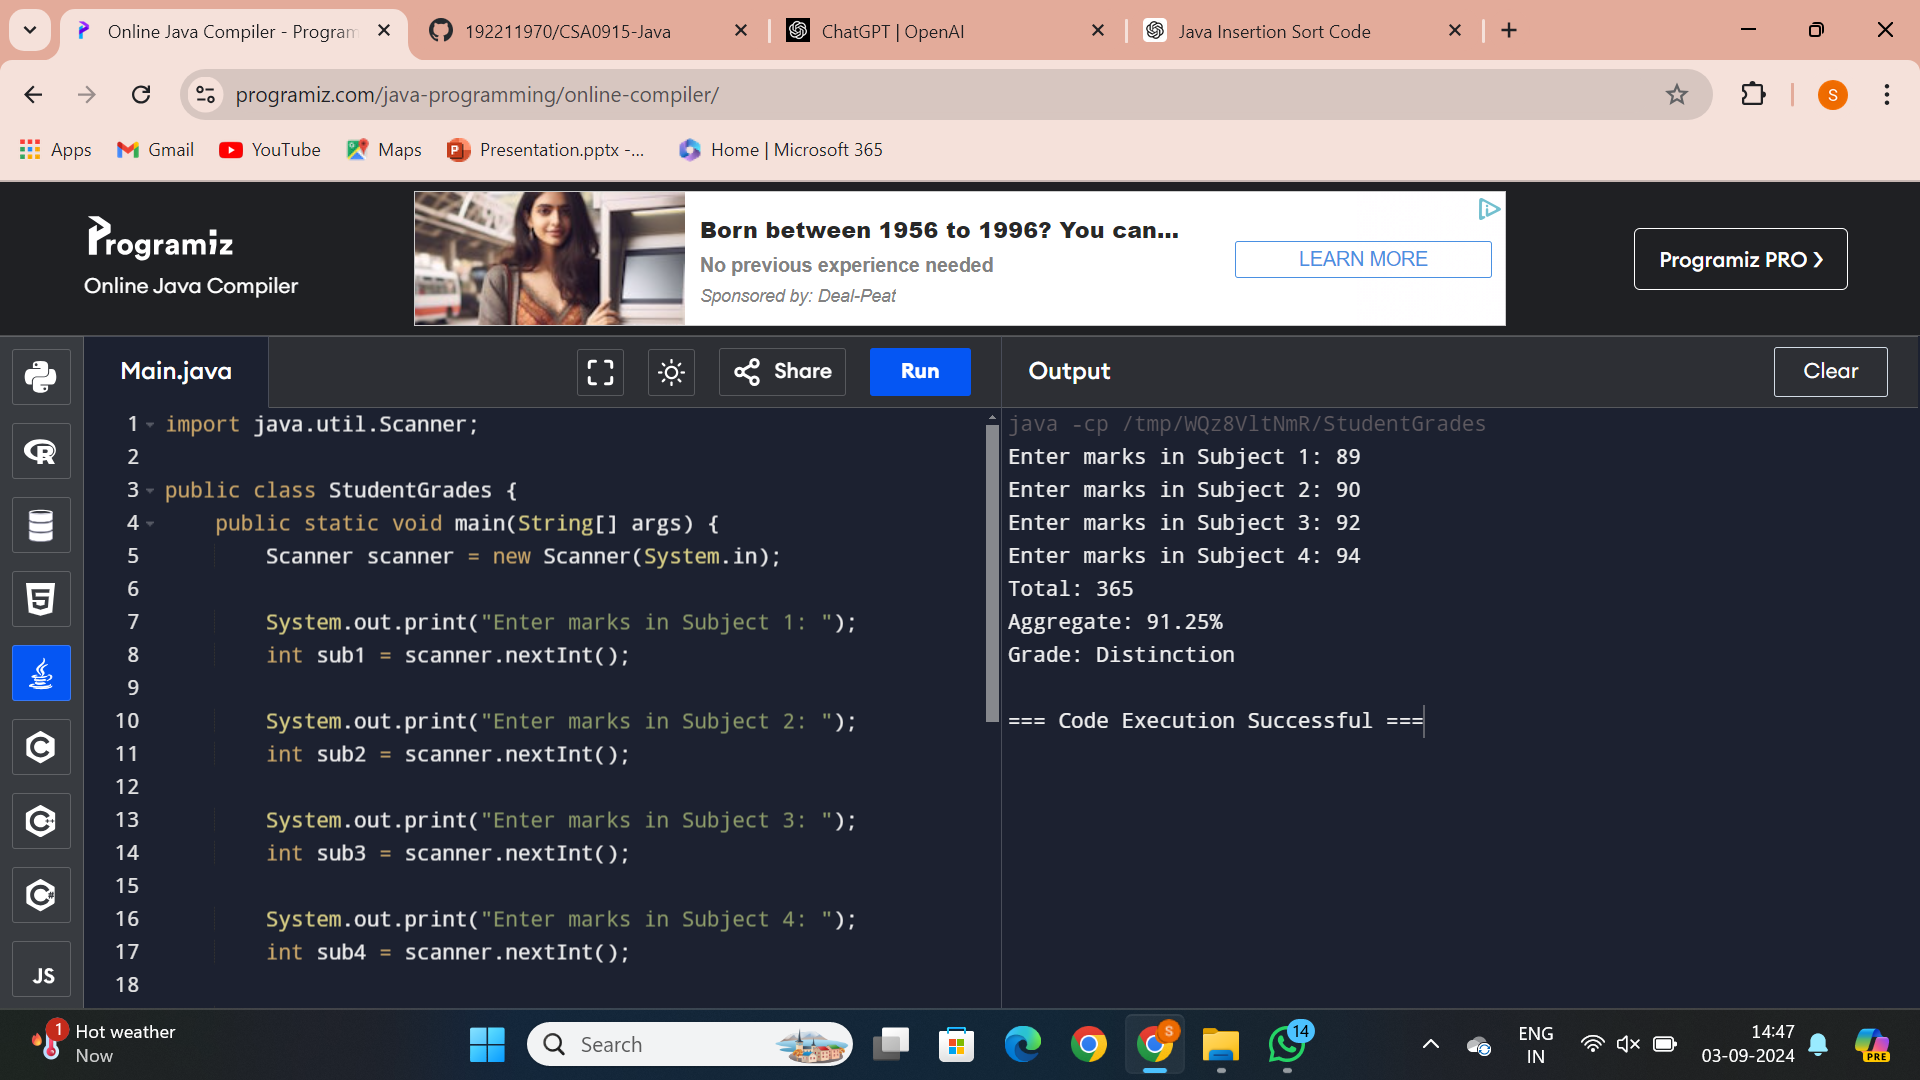 Online Java Compiler - Program
192211970/CSA0915-Java
ChatGPT | OpenAI
Java Insertion Sort Code
programiz.com/java-programming/online-compiler/
S
Apps
Gmail
YouTube
Maps
Presentation.pptx -...
Home | Microsoft 365
Programiz
Online Java Compiler
Born between 1956 to 1996? You can...
No previous experience needed
Sponsored by: Deal-Peat
LEARN MORE
Programiz PRO ❯
Main.java
Share
Run
Output
Clear
1 import java.util.Scanner;
2
3 public class StudentGrades {
4 public static void main(String[] args) {
5 Scanner scanner = new Scanner(System.in);
6
7 System.out.print("Enter marks in Subject 1: ");
8 int sub1 = scanner.nextInt();
9
10 System.out.print("Enter marks in Subject 2: ");
11 int sub2 = scanner.nextInt();
12
13 System.out.print("Enter marks in Subject 3: ");
14 int sub3 = scanner.nextInt();
15
16 System.out.print("Enter marks in Subject 4: ");
17 int sub4 = scanner.nextInt();
18
java -cp /tmp/WQz8VltNmR/StudentGrades
Enter marks in Subject 1: 89
Enter marks in Subject 2: 90
Enter marks in Subject 3: 92
Enter marks in Subject 4: 94
Total: 365
Aggregate: 91.25%
Grade: Distinction
=== Code Execution Successful ===
R
5
C
C++
C#
JS
1
Hot weather
Now
Search
S
14
ENG
IN
14:47
03-09-2024
PRE